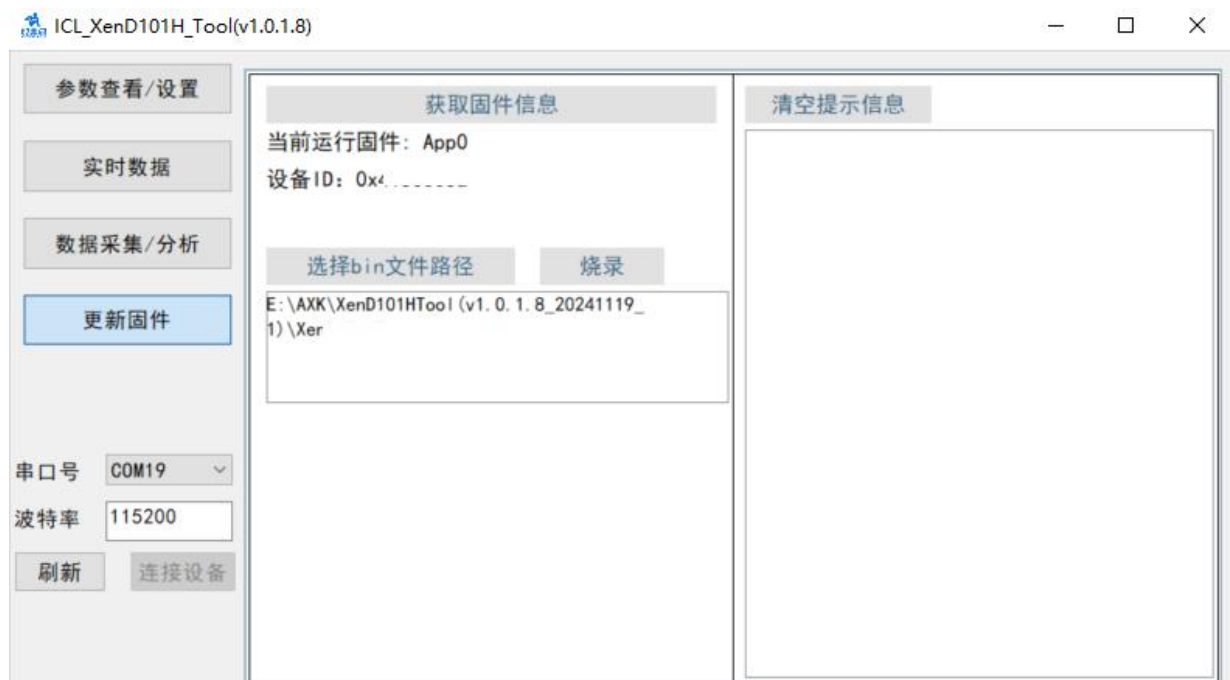 ICL_XenD101H_Tool(v1.0.1.8)
参数查看/设置
实时数据
数据采集/分析
更新固件
串口号 COM19
波特率 115200
刷新 连接设备
获取固件信息
当前运行固件: App0
设备ID:
选择bin文件路径 烧录
E:\AXK\XenD101HTool(v1.0.1.8_20241119_
1)\Xer
清空提示信息